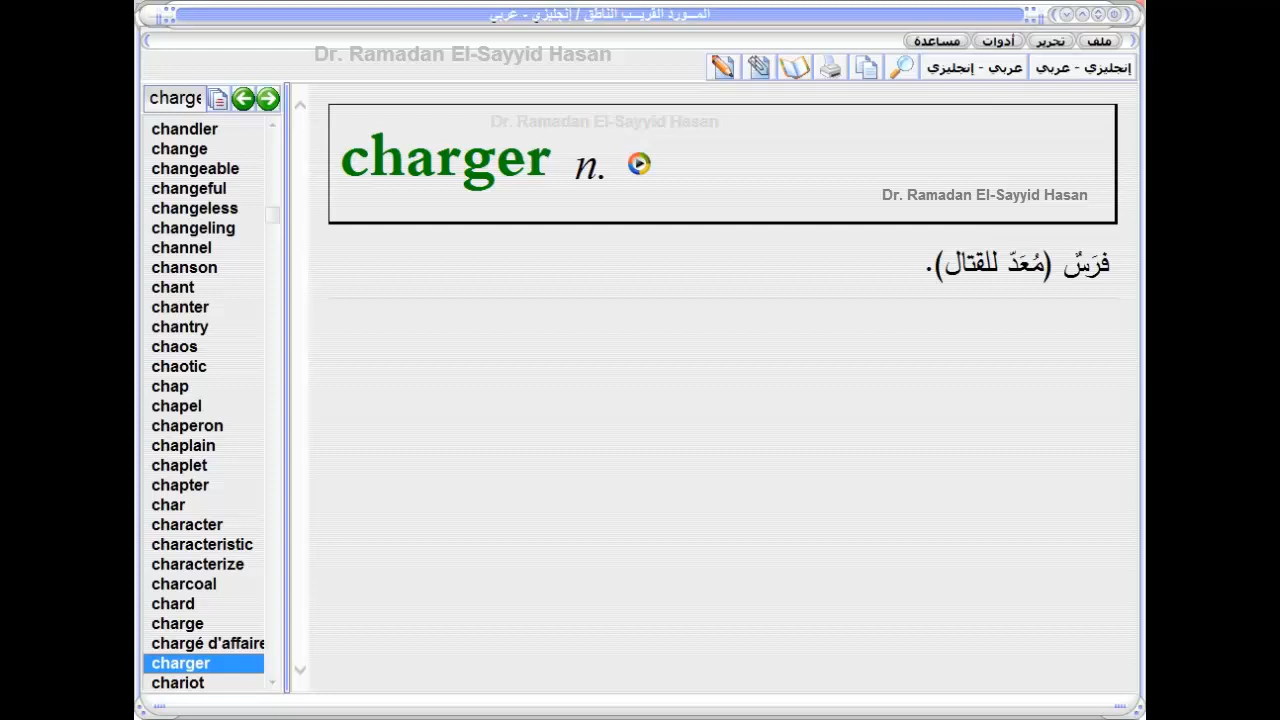 المـــورد القريـــب الناطق / إنجليزي - عربي
ملف
تحرير
أدوات
مساعدة
Dr. Ramadan El-Sayyid Hasan
إنجليزي - عربي
عربي - إنجليزي
charge
chandler
change
changeable
changeful
changeless
changeling
channel
chanson
chant
chanter
chantry
chaos
chaotic
chap
chapel
chaperon
chaplain
chaplet
chapter
char
character
characteristic
characterize
charcoal
chard
charge
chargé d'affaire
charger
chariot
Dr. Ramadan El-Sayyid Hasan
charger n.
Dr. Ramadan El-Sayyid Hasan
فرَسٌ (مُعَدّ للقتال).